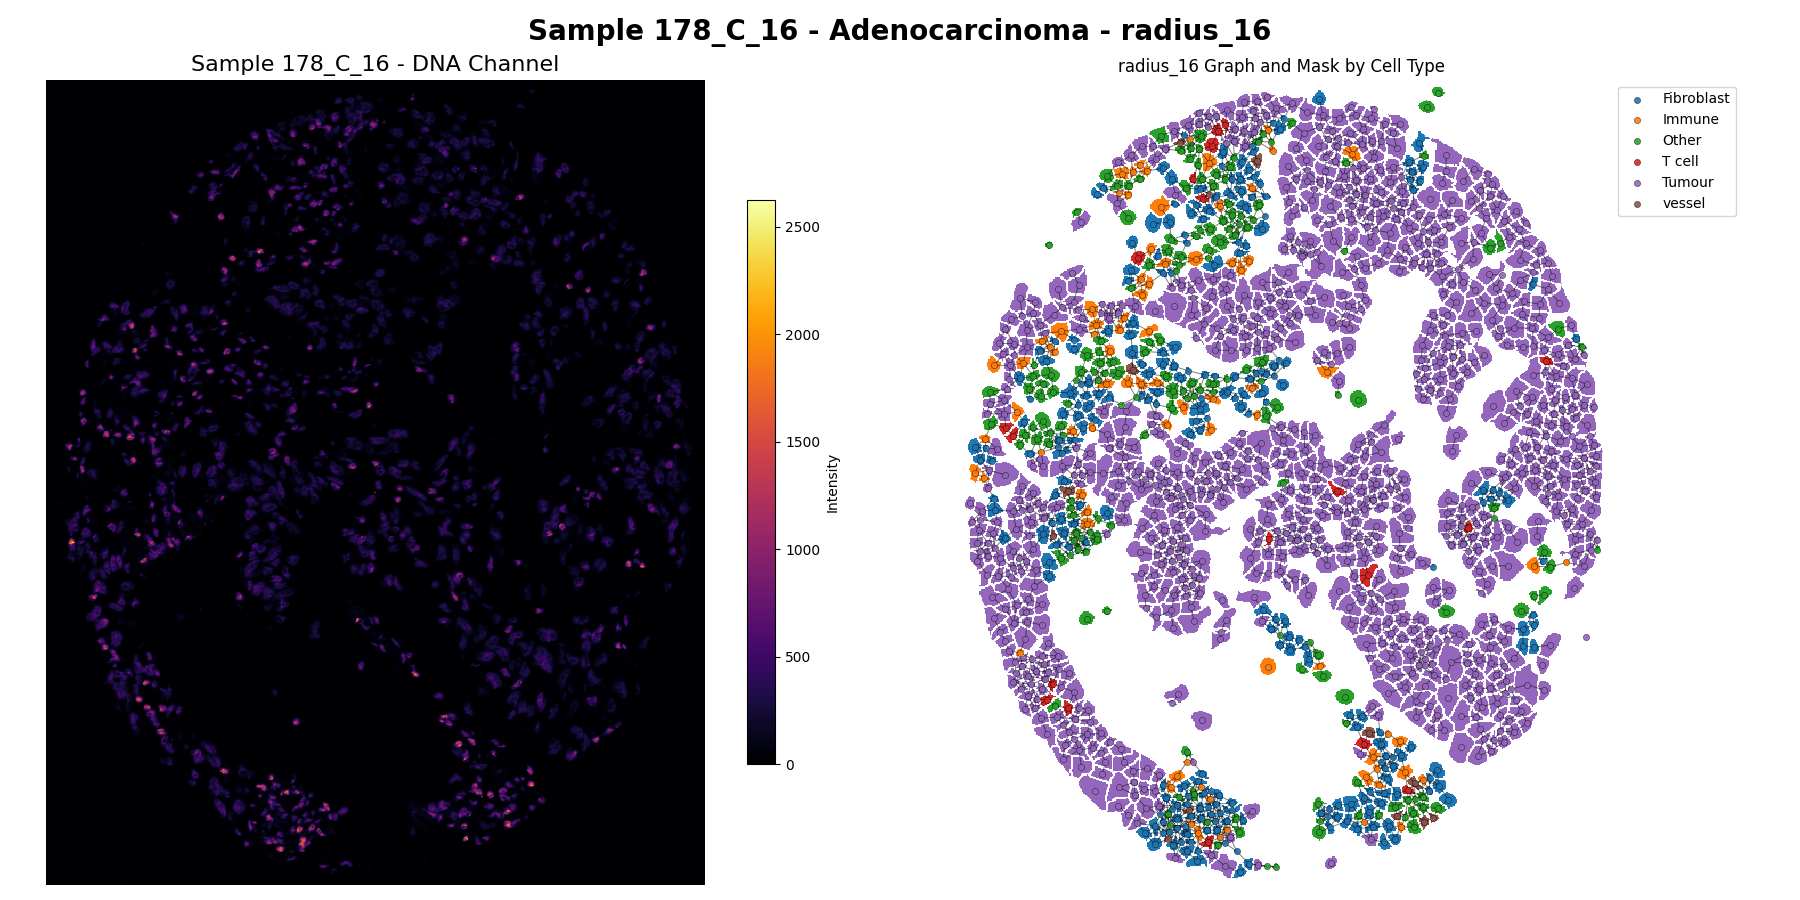 Sample 178_C_16 - Adenocarcinoma - radius_16
Sample 178_C_16 - DNA Channel
radius_16 Graph and Mask by Cell Type
2500
2000
1500
1000
500
0
Intensity
Fibroblast
Immune
Other
T cell
Tumour
vessel